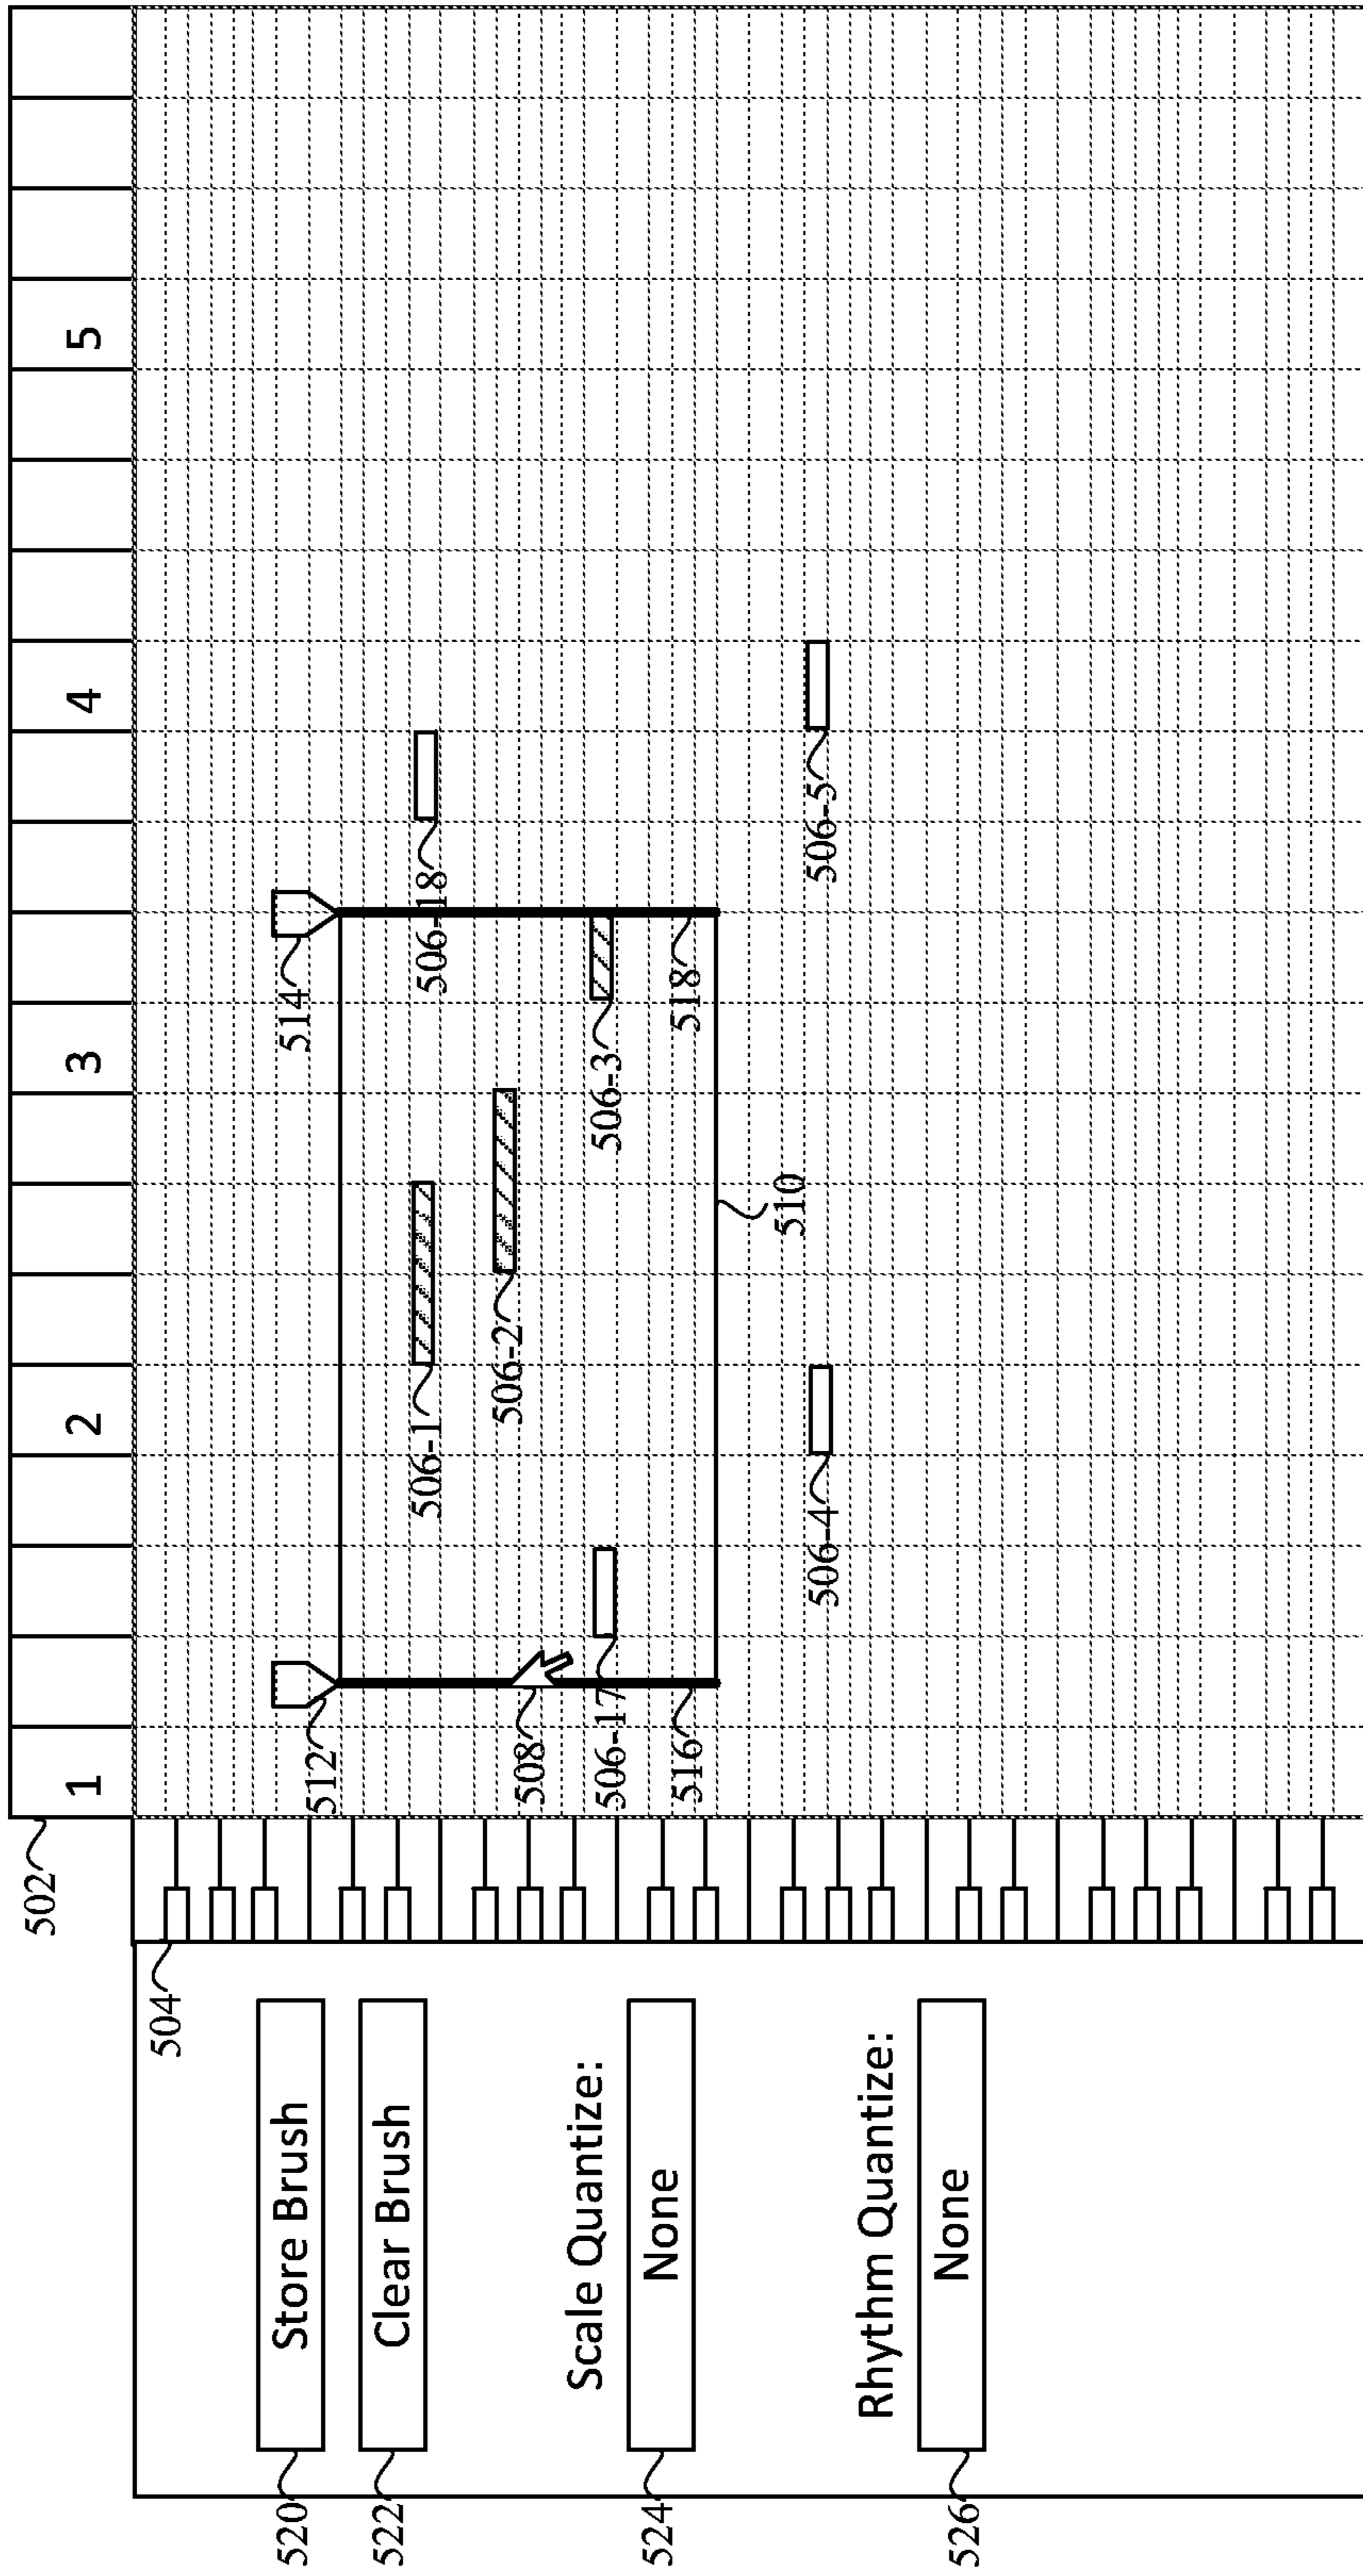 502
1 2 3 4 5
504
520
Store Brush
522
Clear Brush
Scale Quantize:
524
None
Rhythm Quantize:
526
None
512
514
506-1
506-18
506-2
508
506-17
506-3
516
518
510
506-4
506-5